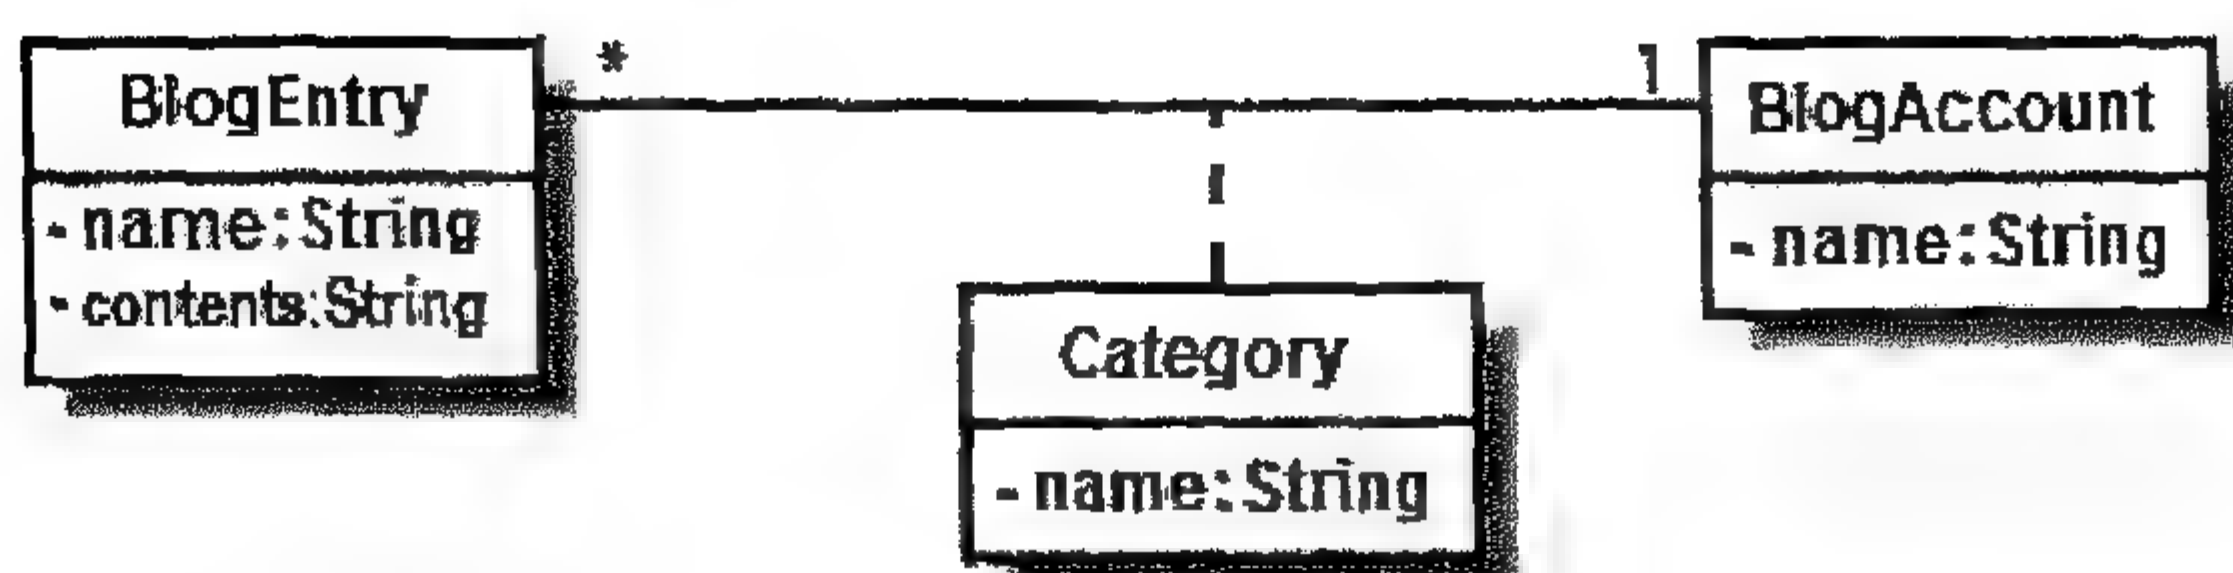 BlogEntry
- name:String
- contents:String
*
1
BlogAccount
- name:String
Category
- name:String